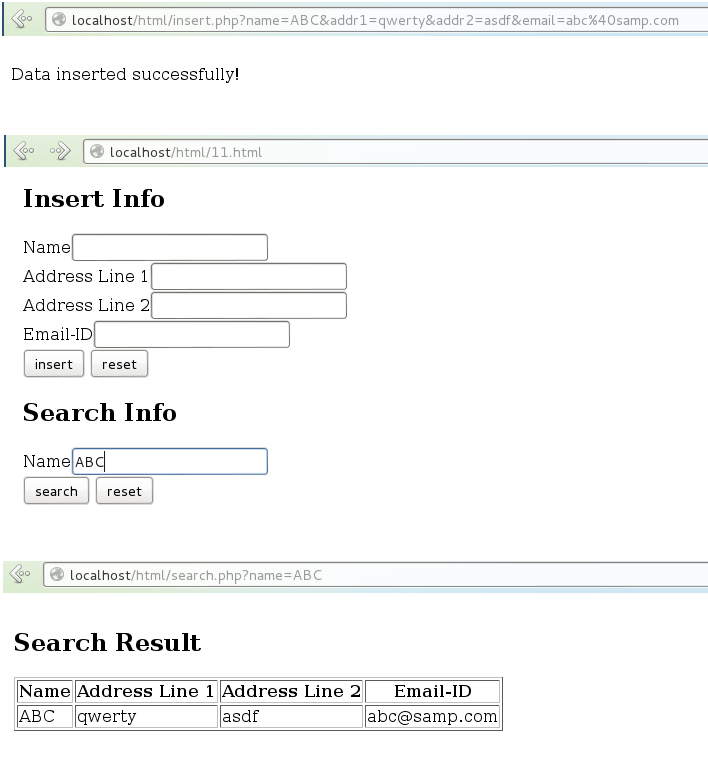 localhost/html/insert.php?name=ABC&addr1=qwerty&addr2=asdf&email=abc%40samp.com
Data inserted successfully!
localhost/html/11.html
Insert Info
Name
Address Line 1
Address Line 2
Email-ID
insert reset
Search Info
Name ABC
search reset
localhost/html/search.php?name=ABC
Search Result
Name Address Line 1 Address Line 2 Email-ID
ABC qwerty asdf abc@samp.com